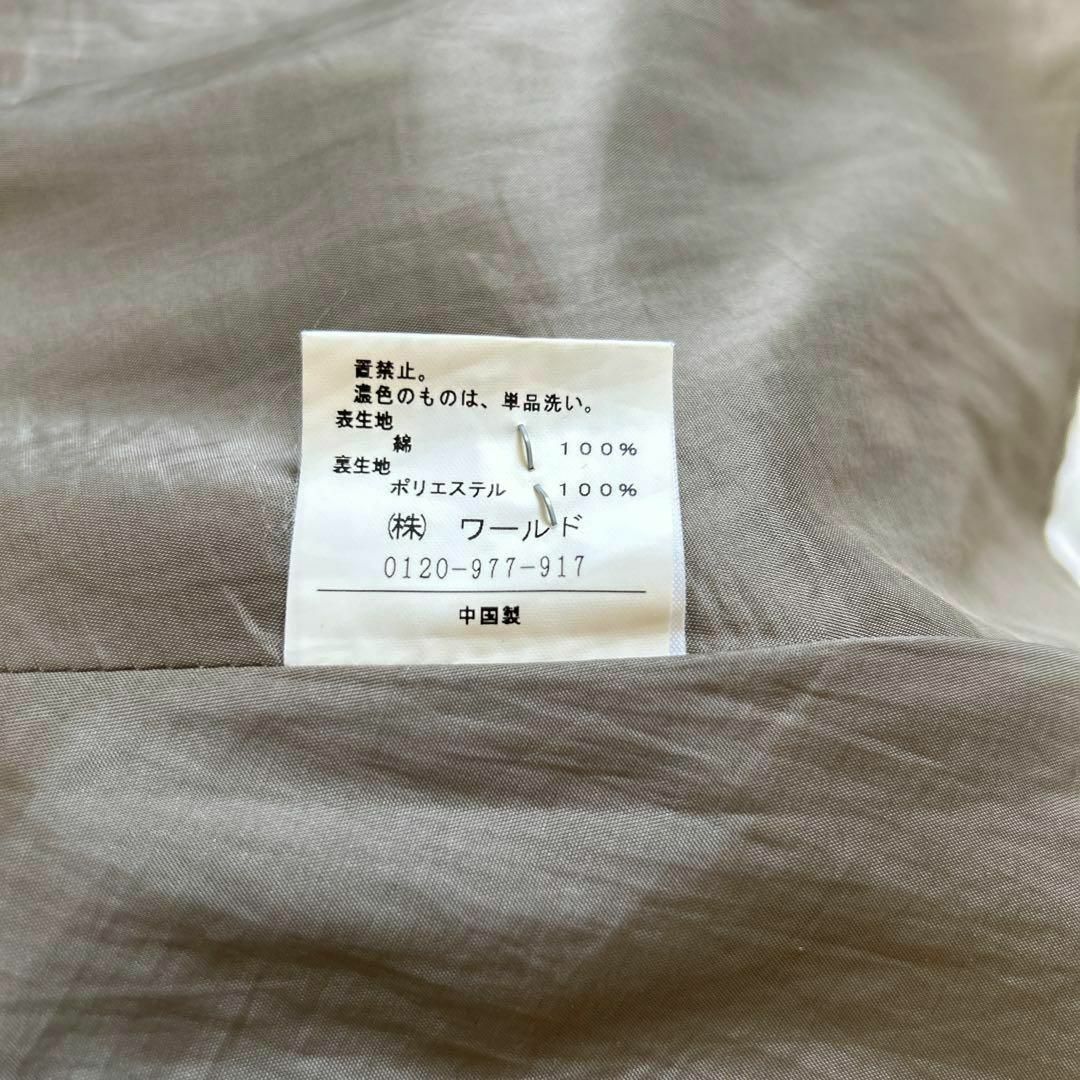 置禁止。
濃色のものは、単品洗い。
表生地
綿 100%
裏生地
ポリエステル 100%
(株) ワールド
0120-977-917
中国製